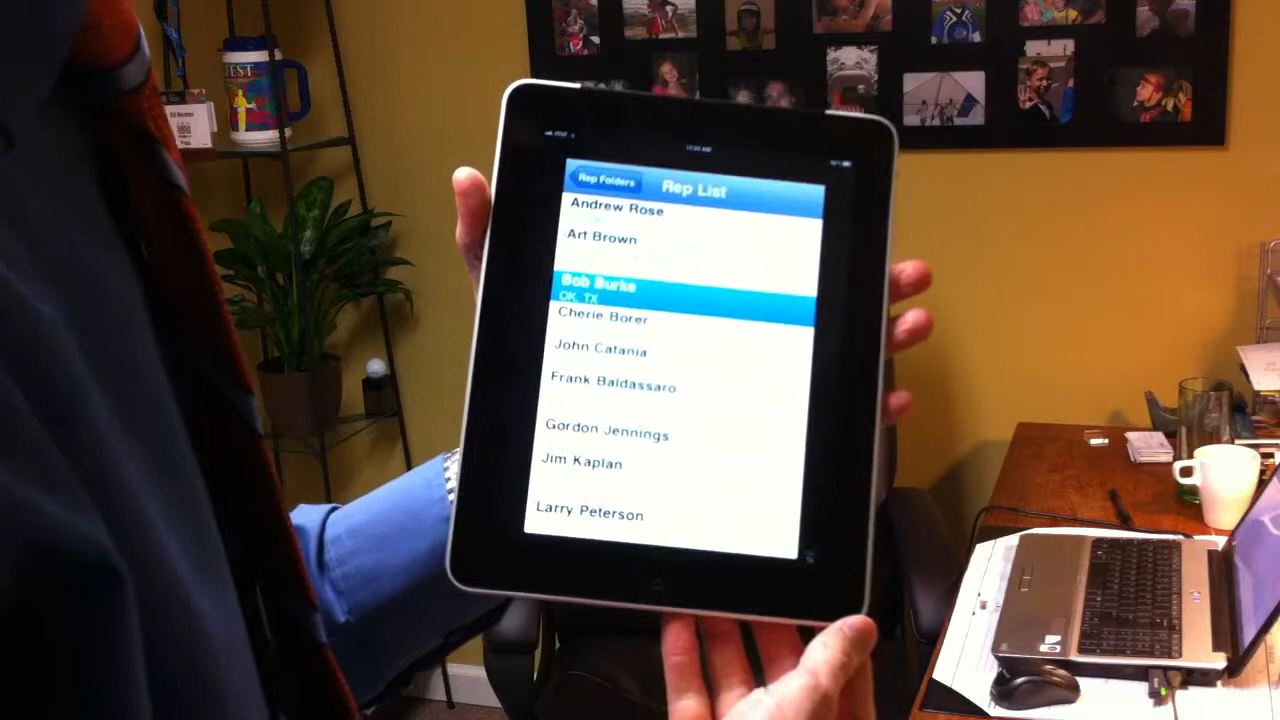 FEST
AT&T
Rep Folders
Rep List
Andrew Rose
Art Brown
Bob Burke
OK, TX
Cherie Borer
John Catania
Frank Baldassaro
Gordon Jennings
Jim Kaplan
Larry Peterson